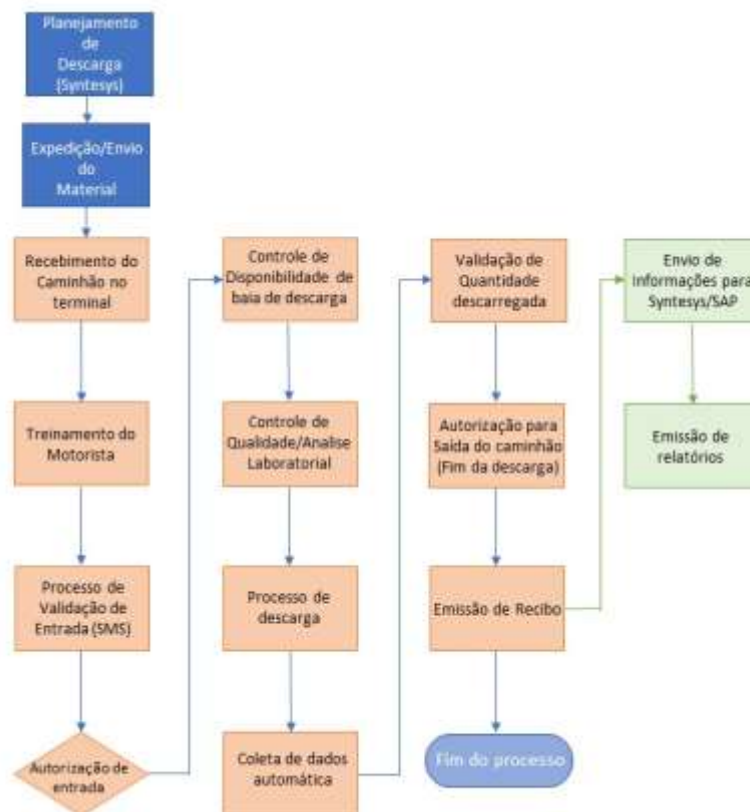 Planejamento
de
Descarga
(Syntesys)
Expedição/Envio
do
Material
Recebimento do
Caminhão no
terminal
Treinamento do
Motorista
Processo de
Validação de
Entrada (SMS)
Autorização de
entrada
Controle de
Disponibilidade de
baia de descarga
Controle de
Qualidade/Analise
Laboratorial
Processo de
descarga
Coleta de dados
automática
Validação de
Quantidade
descarregada
Autorização para
Saída do caminhão
(Fim da descarga)
Emissão de Recibo
Fim do processo
Envio de
Informações para
Syntesys/SAP
Emissão de
relatórios